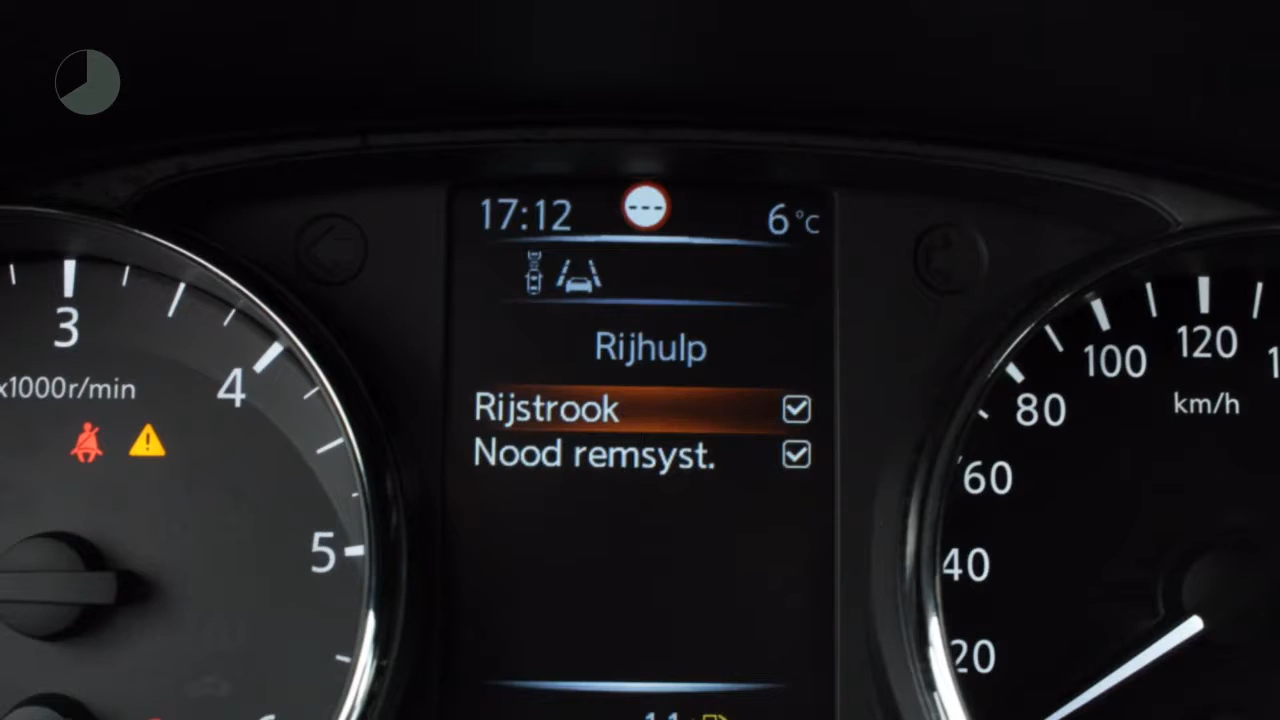 17:12
6°C
Rijhulp
Rijstrook
Nood remsyst.
3
x1000r/min
4
5
20
40
60
80
100
120
km/h